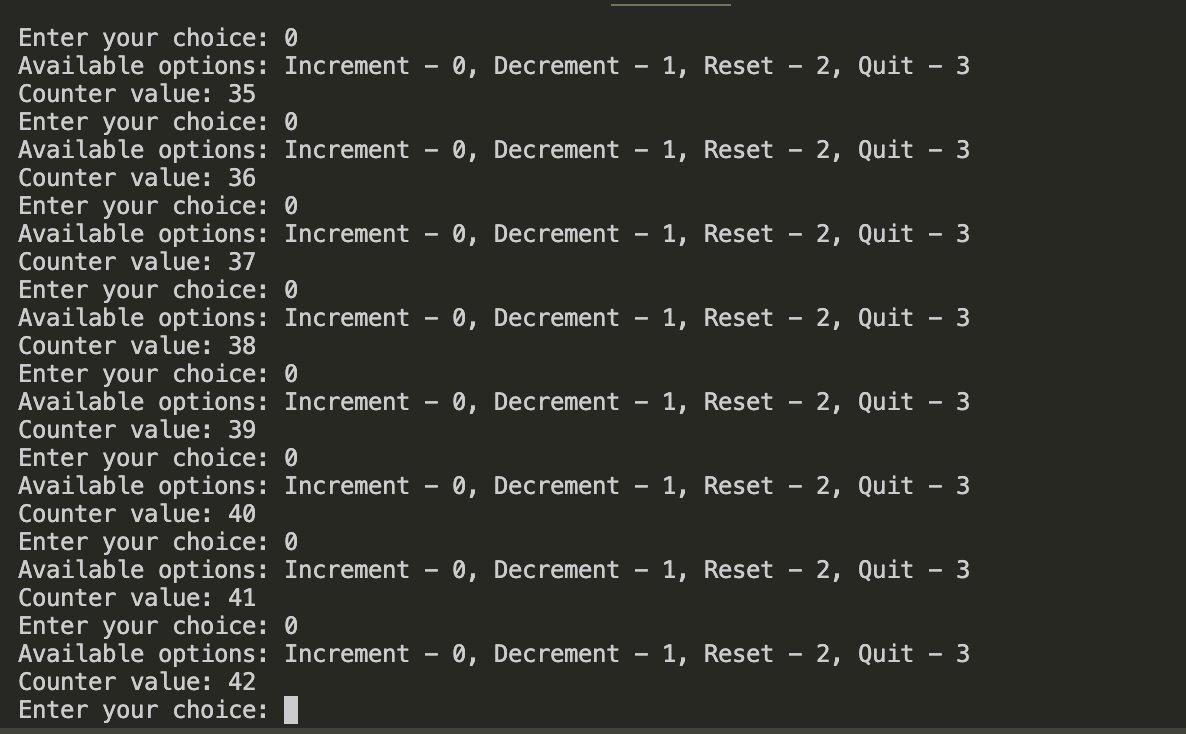 Enter your choice: 0
Available options: Increment – 0, Decrement – 1, Reset – 2, Quit – 3
Counter value: 35
Enter your choice: 0
Available options: Increment – 0, Decrement – 1, Reset – 2, Quit – 3
Counter value: 36
Enter your choice: 0
Available options: Increment – 0, Decrement – 1, Reset – 2, Quit – 3
Counter value: 37
Enter your choice: 0
Available options: Increment – 0, Decrement – 1, Reset – 2, Quit – 3
Counter value: 38
Enter your choice: 0
Available options: Increment – 0, Decrement – 1, Reset – 2, Quit – 3
Counter value: 39
Enter your choice: 0
Available options: Increment – 0, Decrement – 1, Reset – 2, Quit – 3
Counter value: 40
Enter your choice: 0
Available options: Increment – 0, Decrement – 1, Reset – 2, Quit – 3
Counter value: 41
Enter your choice: 0
Available options: Increment – 0, Decrement – 1, Reset – 2, Quit – 3
Counter value: 42
Enter your choice: